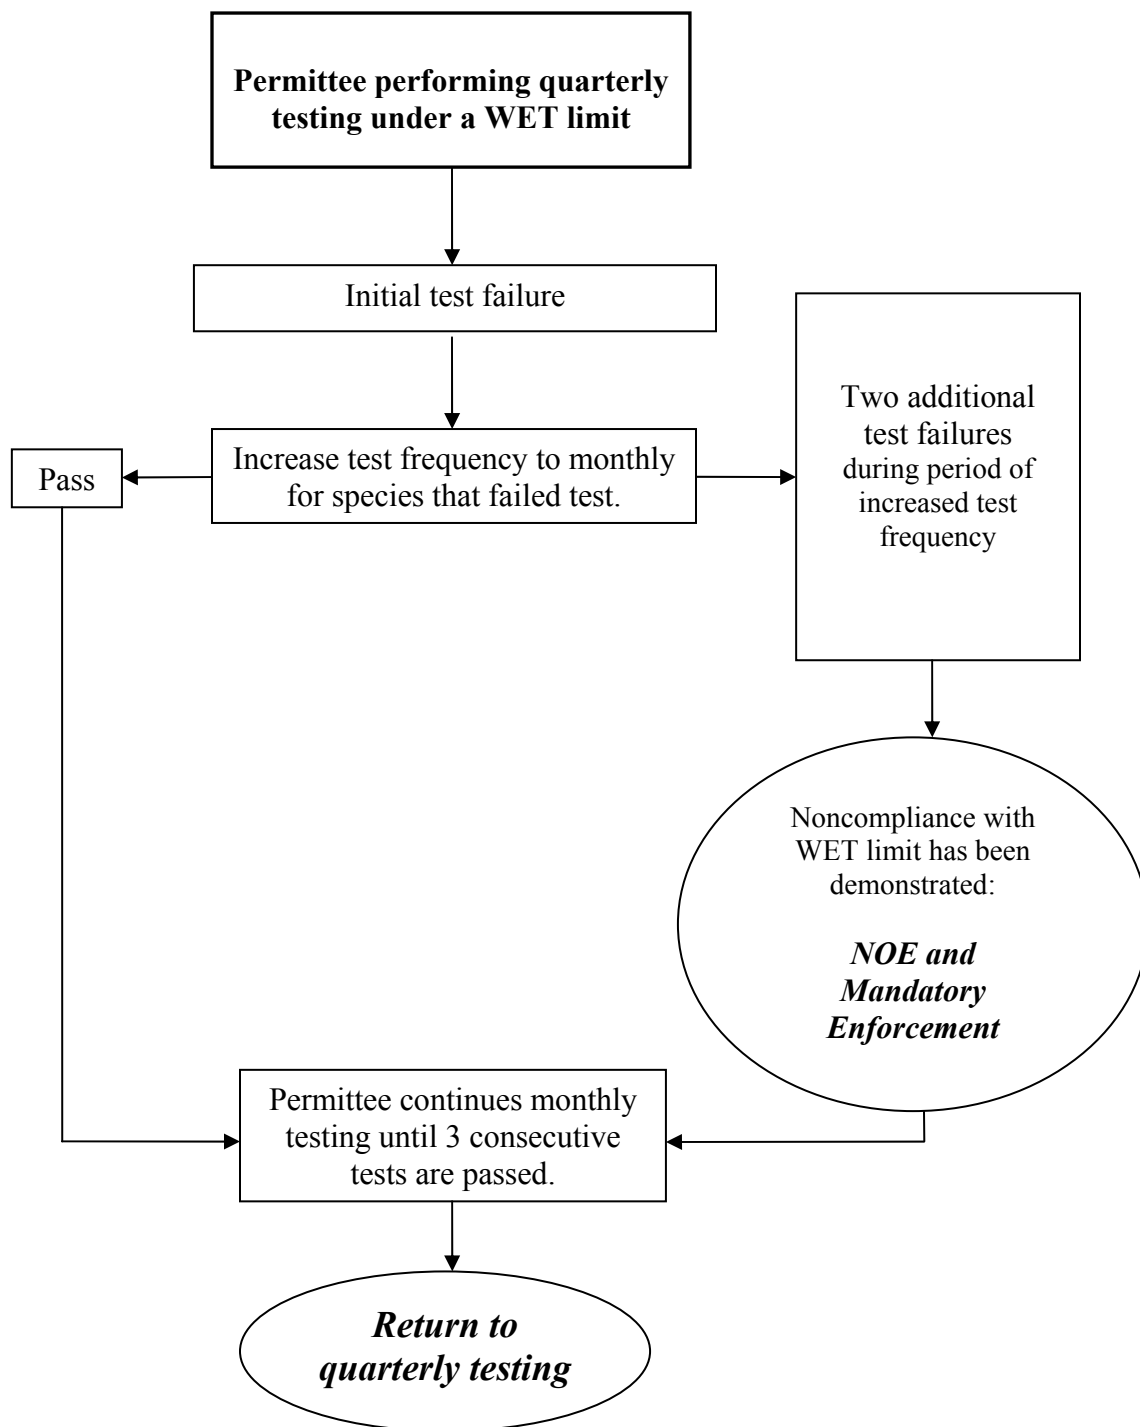 Permittee performing quarterly
testing under a WET limit
Initial test failure
Increase test frequency to monthly
for species that failed test.
Pass
Two additional
test failures
during period of
increased test
frequency
Noncompliance with
WET limit has been
demonstrated:
NOE and
Mandatory
Enforcement
Permittee continues monthly
testing until 3 consecutive
tests are passed.
Return to
quarterly testing